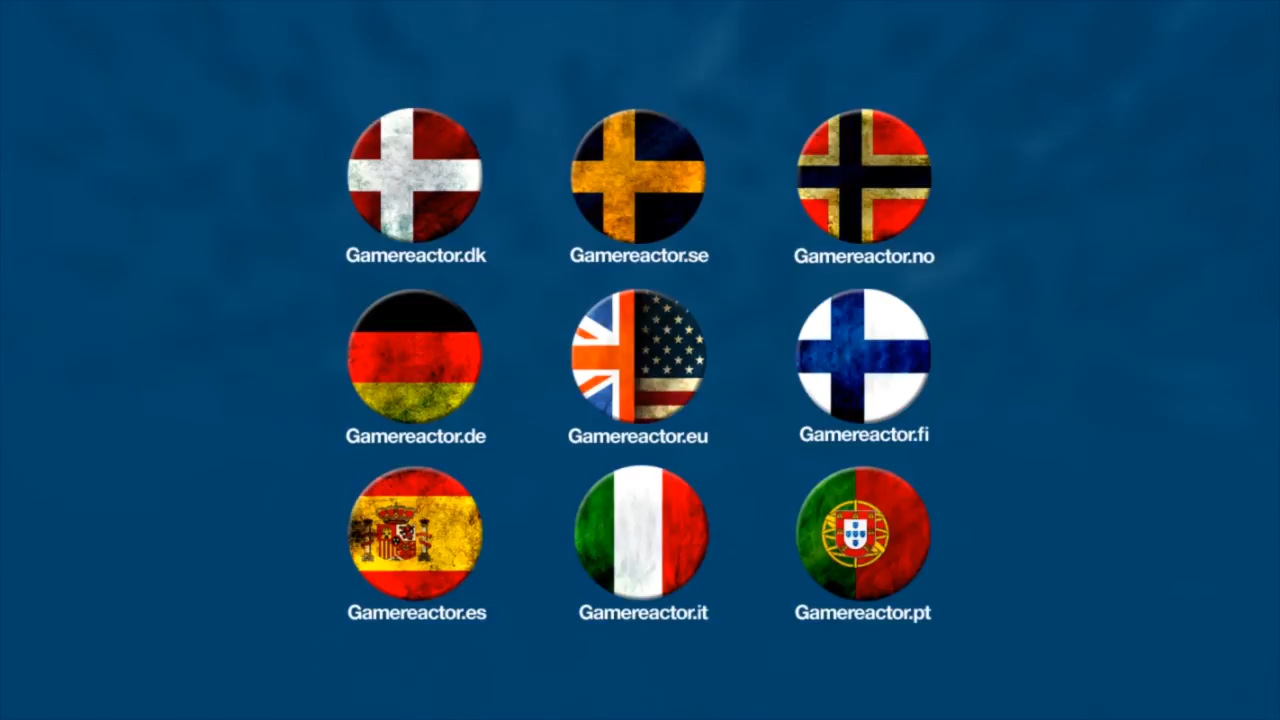 Gamereactor.dk
Gamereactor.se
Gamereactor.no
Gamereactor.de
Gamereactor.eu
Gamereactor.fi
Gamereactor.es
Gamereactor.it
Gamereactor.pt